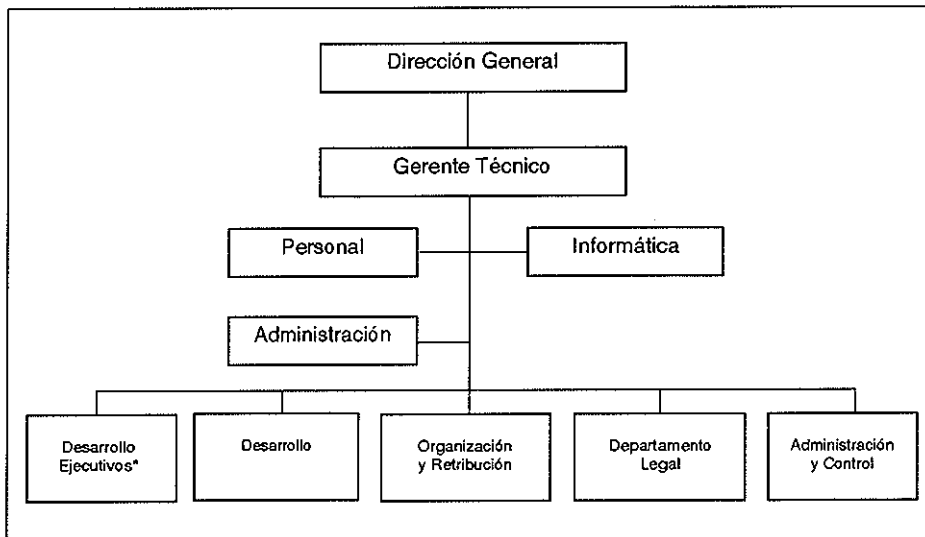 Dirección General
Gerente Técnico
Personal
Informática
Administración
Desarrollo
Ejecutivos*
Desarrollo
Organización
y Retribución
Departamento
Legal
Administración
y Control